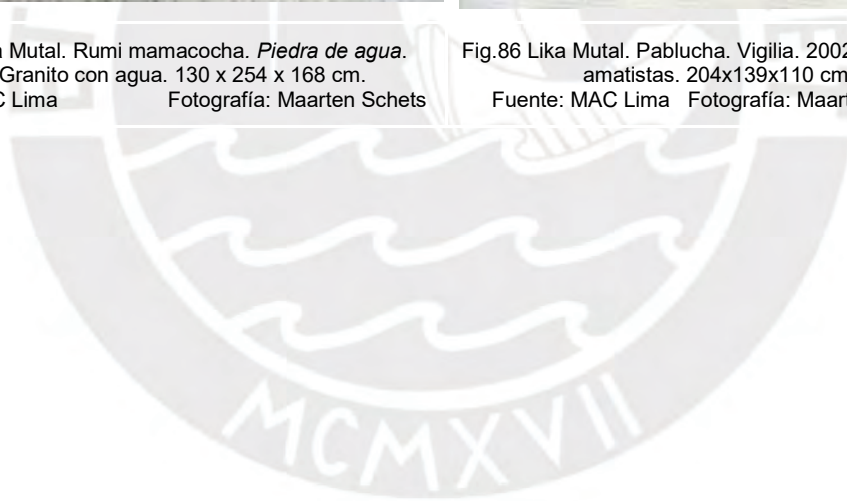 a Mutal. Rumi mamacocha. Piedra de agua.
Granito con agua. 130 x 254 x 168 cm.
C Lima Fotografía: Maarten Schets
Fig.86 Lika Mutal. Pablucha. Vigilia. 2002
amatistas. 204x139x110 cm
Fuente: MAC Lima Fotografía: Maart
MCMXVII